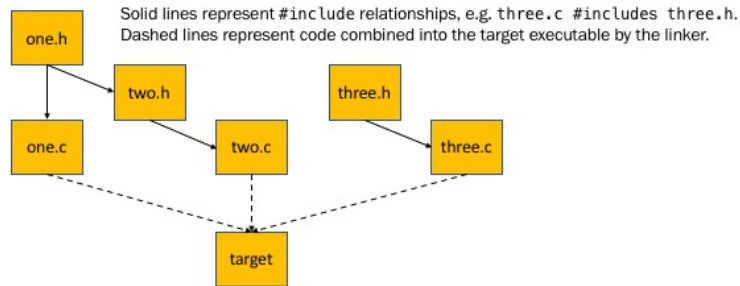 Solid lines represent #include relationships, e.g. three.c #includes three.h.
Dashed lines represent code combined into the target executable by the linker.
one.h
two.h
three.h
one.c
two.c
three.c
target